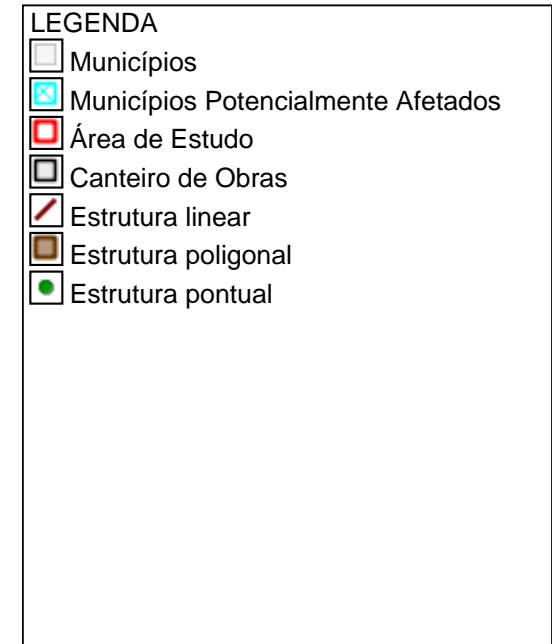 LEGENDA
Municípios
Municípios Potencialmente Afetados
Área de Estudo
Canteiro de Obras
Estrutura linear
Estrutura poligonal
Estrutura pontual